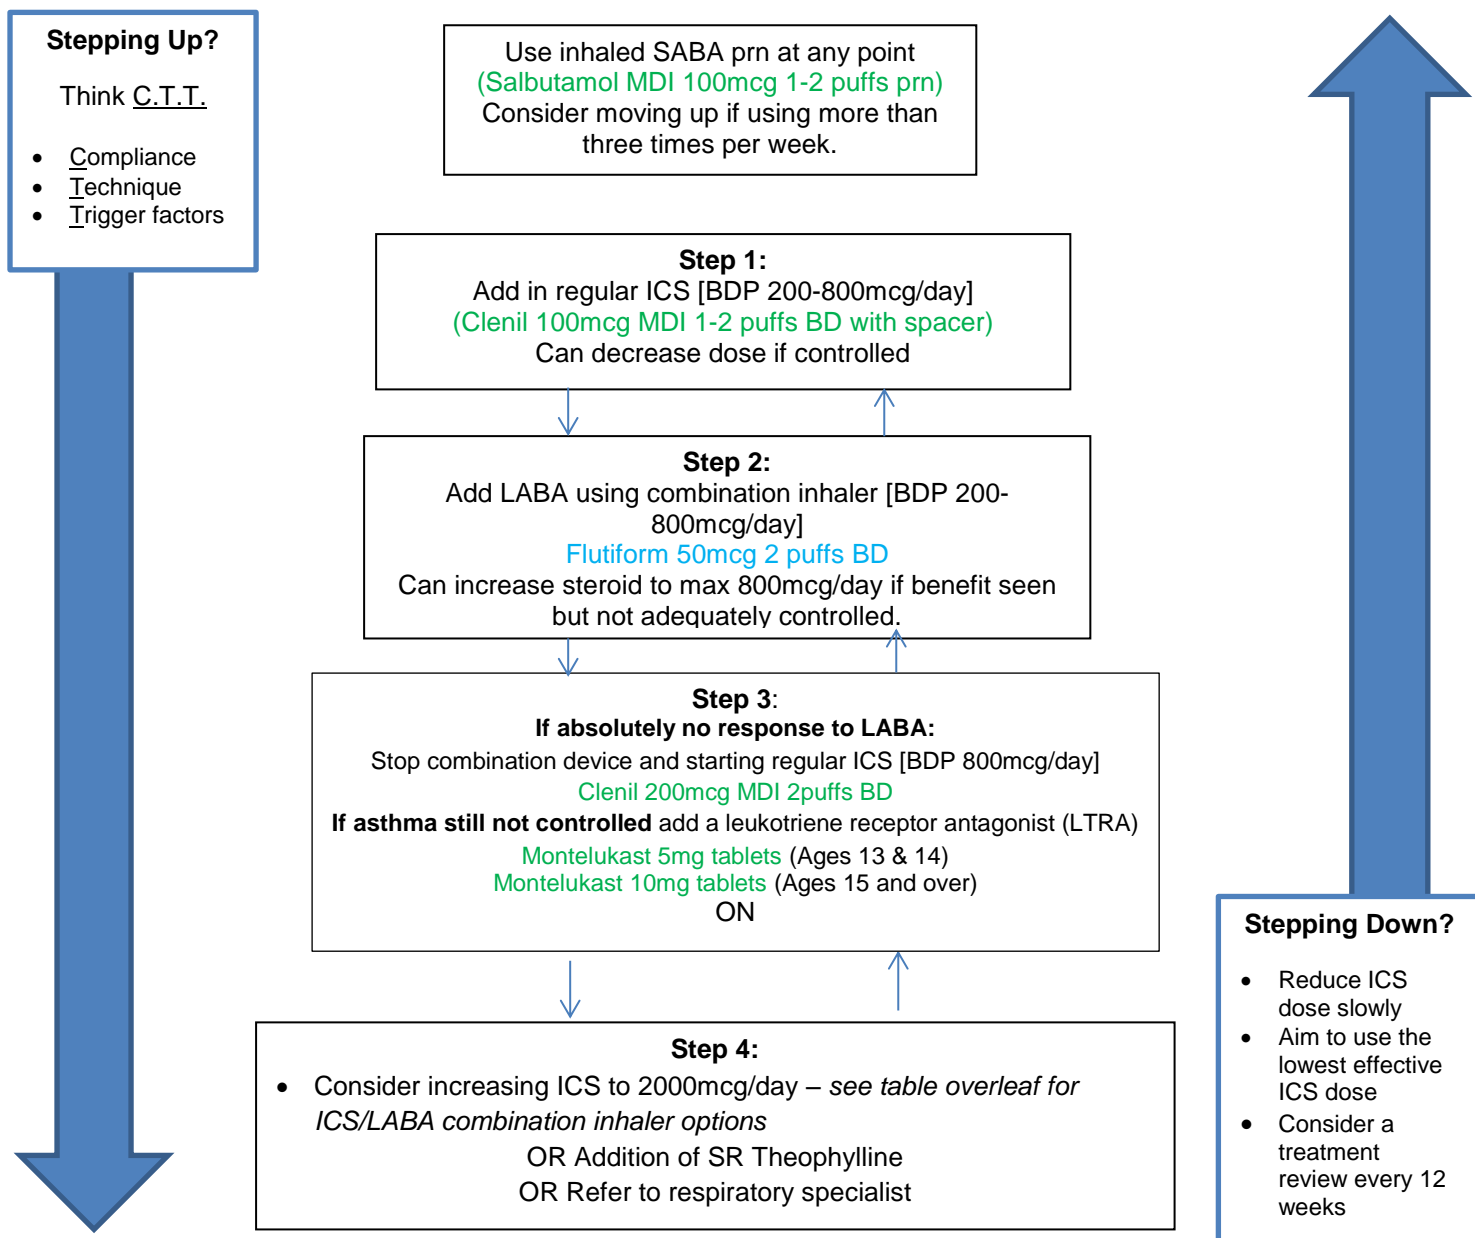 Stepping Up?
Think C.T.T.
• Compliance
• Technique
• Trigger factors
Use inhaled SABA prn at any point
(Salbutamol MDI 100mcg 1-2 puffs prn)
Consider moving up if using more than
three times per week.
Step 1:
Add in regular ICS [BDP 200-800mcg/day]
(Clenil 100mcg MDI 1-2 puffs BD with spacer)
Can decrease dose if controlled
Step 2:
Add LABA using combination inhaler [BDP 200-
800mcg/day]
Flutiform 50mcg 2 puffs BD
Can increase steroid to max 800mcg/day if benefit seen
but not adequately controlled.
Step 3:
If absolutely no response to LABA:
Stop combination device and starting regular ICS [BDP 800mcg/day]
Clenil 200mcg MDI 2puffs BD
If asthma still not controlled add a leukotriene receptor antagonist (LTRA)
Montelukast 5mg tablets (Ages 13 & 14)
Montelukast 10mg tablets (Ages 15 and over)
ON
Step 4:
• Consider increasing ICS to 2000mcg/day – see table overleaf for
ICS/LABA combination inhaler options
OR Addition of SR Theophylline
OR Refer to respiratory specialist
Stepping Down?
• Reduce ICS
dose slowly
• Aim to use the
lowest effective
ICS dose
• Consider a
treatment
review every 12
weeks